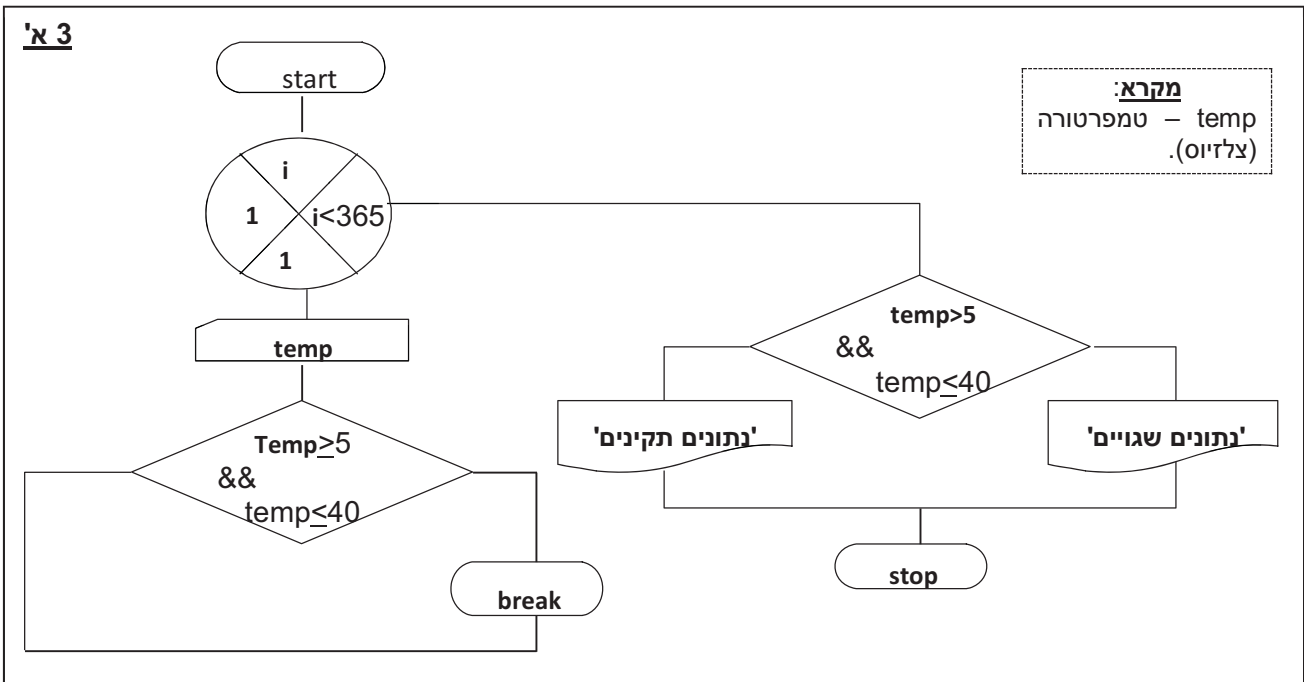 3 א'
start
מקרא:
temp – טמפרטורה
(צלזיוס).
i
1
i<365
1
temp
Temp≥5
&&
temp≤40
break
temp>5
&&
temp≤40
'נתונים תקינים'
'נתונים שגויים'
stop